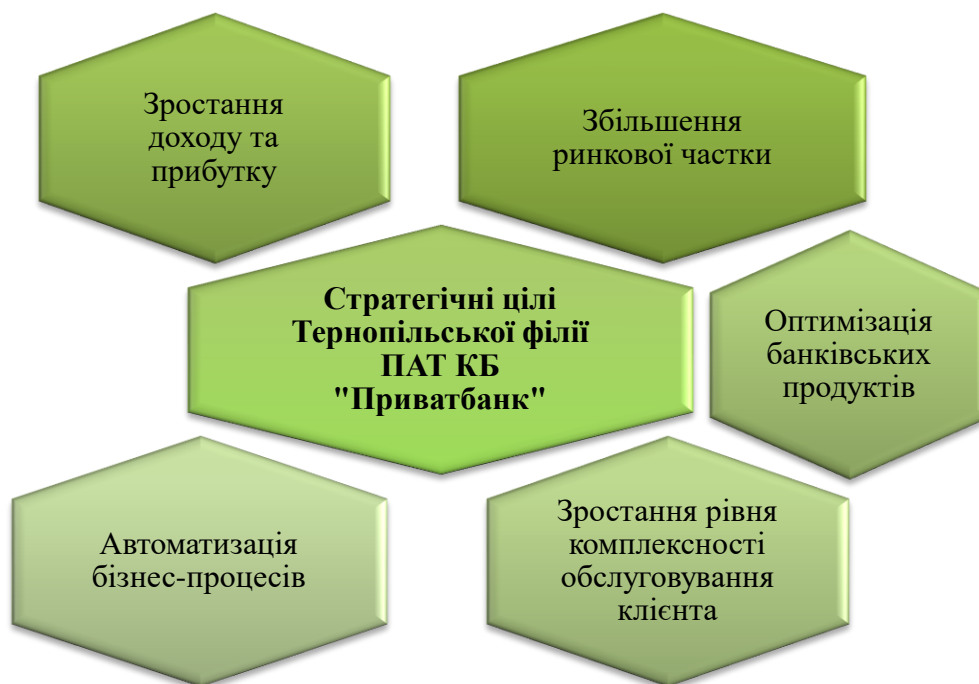 Зростання
доходу та
прибутку
Збільшення
ринкової частки
Стратегічні цілі
Тернопільської філії
ПАТ КБ
"Приватбанк"
Оптимізація
банківських
продуктів
Автоматизація
бізнес-процесів
Зростання рівня
комплексності
обслуговування
клієнта